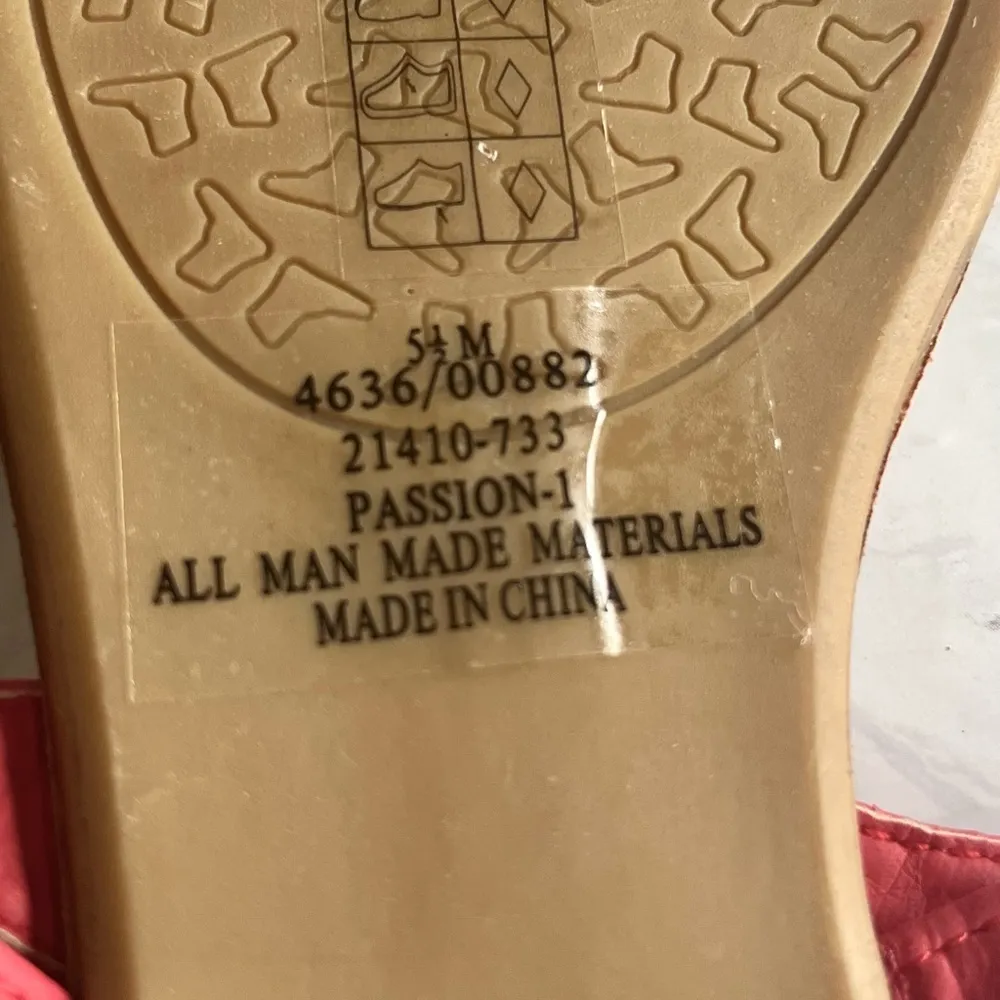 5½ M
4636/00882
21410-733
PASSION-1
ALL MAN MADE MATERIALS
MADE IN CHINA